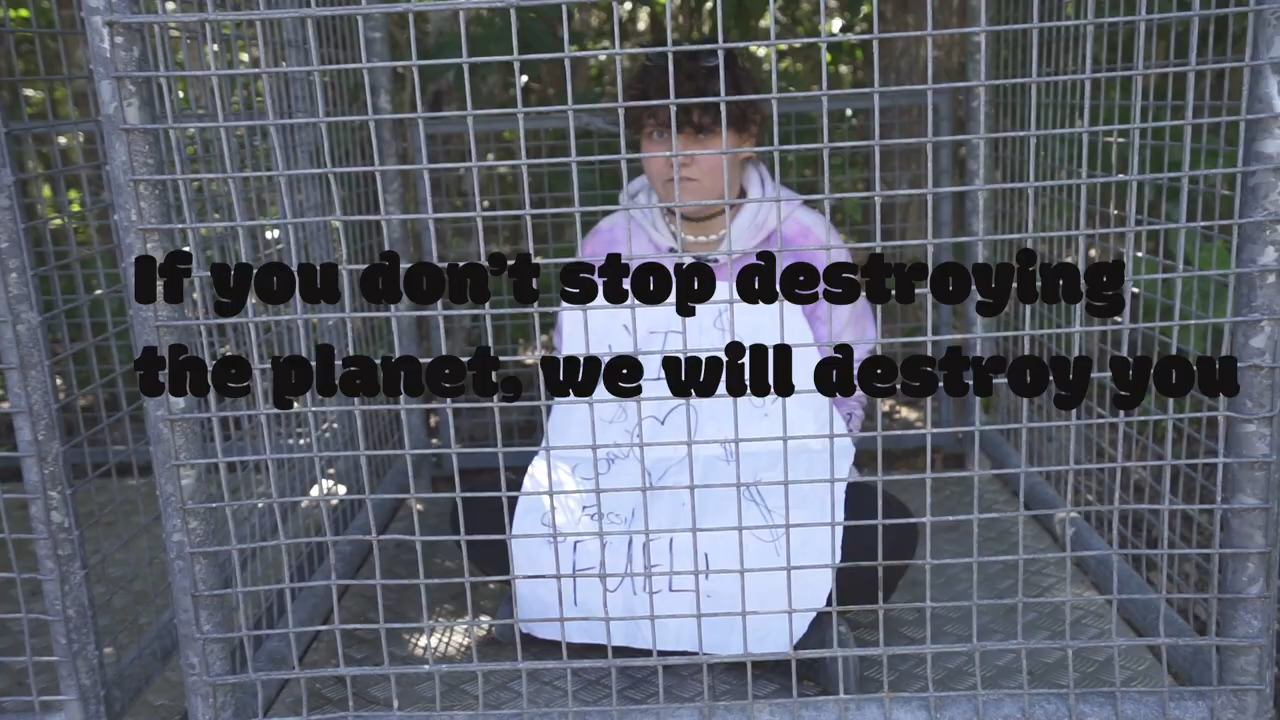 If you don't stop destroying
the planet, we will destroy you
I
Fossil
FUEL!